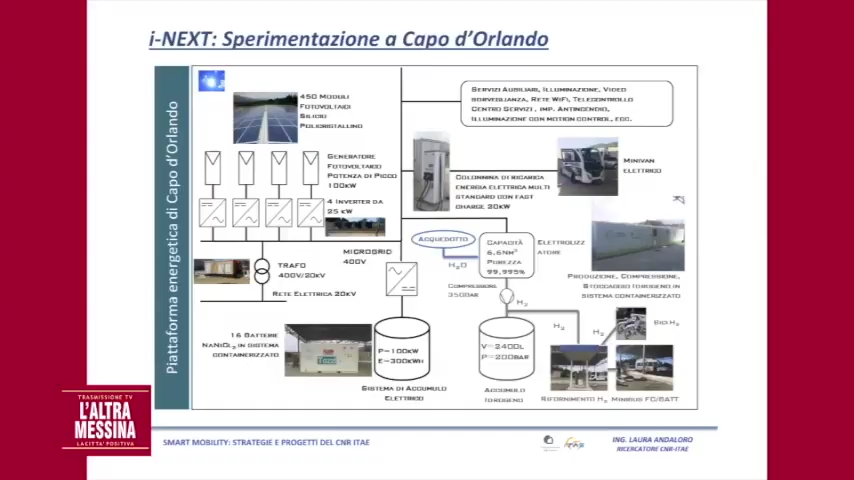 i-NEXT: Sperimentazione a Capo d'Orlando
Piattaforma energetica di Capo d'Orlando
450 Moduli
Fotovoltaici
Silicio
Policristallino
Servizi Ausiliari, Illuminazione, Video
sorveglianza, Rete WiFi, Telecontrollo
Centro Servizi, imp. Antincendio,
Illuminazione con motion control, ecc.
Generatore
Fotovoltaico
Potenza di Picco
100kW
4 Inverter da
25 kW
Colonnina di ricarica
energia elettrica multi
standard con fast
charge 20kW
Minivan
elettrico
Microgrid
400V
Trafo
400V/20kV
Rete Elettrica 20kV
Acquedotto
H2O
Capacità
6,6Nm³
Purezza
99,995%
Elettrolizz
atore
Compressore
350Bar
H2
Produzione, Compressione,
Stoccaggio idrogeno in
sistema containerizzato
16 Batterie
NaNiCl2 in sistema
containerizzato
P=100kW
E=300kWh
Sistema di Accumulo
Elettrico
V=2400L
P=200bar
Accumulo
Idrogeno
H2
H2
Bici H2
Rifornimento H2
Minibus FC/BATT
TRASMISSIONE TV
L'ALTRA
MESSINA
LA CITTÀ POSITIVA
SMART MOBILITY: STRATEGIE E PROGETTI DEL CNR ITAE
ING. LAURA ANDALORO
RICERCATORE CNR-ITAE